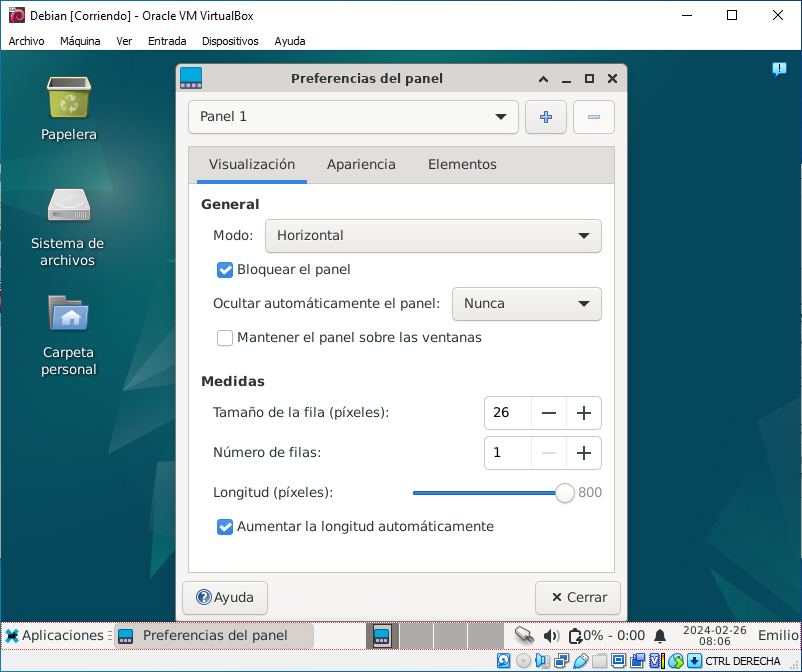 Debian [Corriendo] - Oracle VM VirtualBox
Archivo Máquina Ver Entrada Dispositivos Ayuda
Papelera
Sistema de
archivos
Carpeta
personal
Preferencias del panel
Panel 1
Visualización Apariencia Elementos
General
Modo: Horizontal
Bloquear el panel
Ocultar automáticamente el panel: Nunca
Mantener el panel sobre las ventanas
Medidas
Tamaño de la fila (píxeles): 26
Número de filas: 1
Longitud (píxeles): 800
Aumentar la longitud automáticamente
Ayuda Cerrar
Aplicaciones Preferencias del panel 0% - 0:00 2024-02-26
08:06 Emilio
CTRL DERECHA